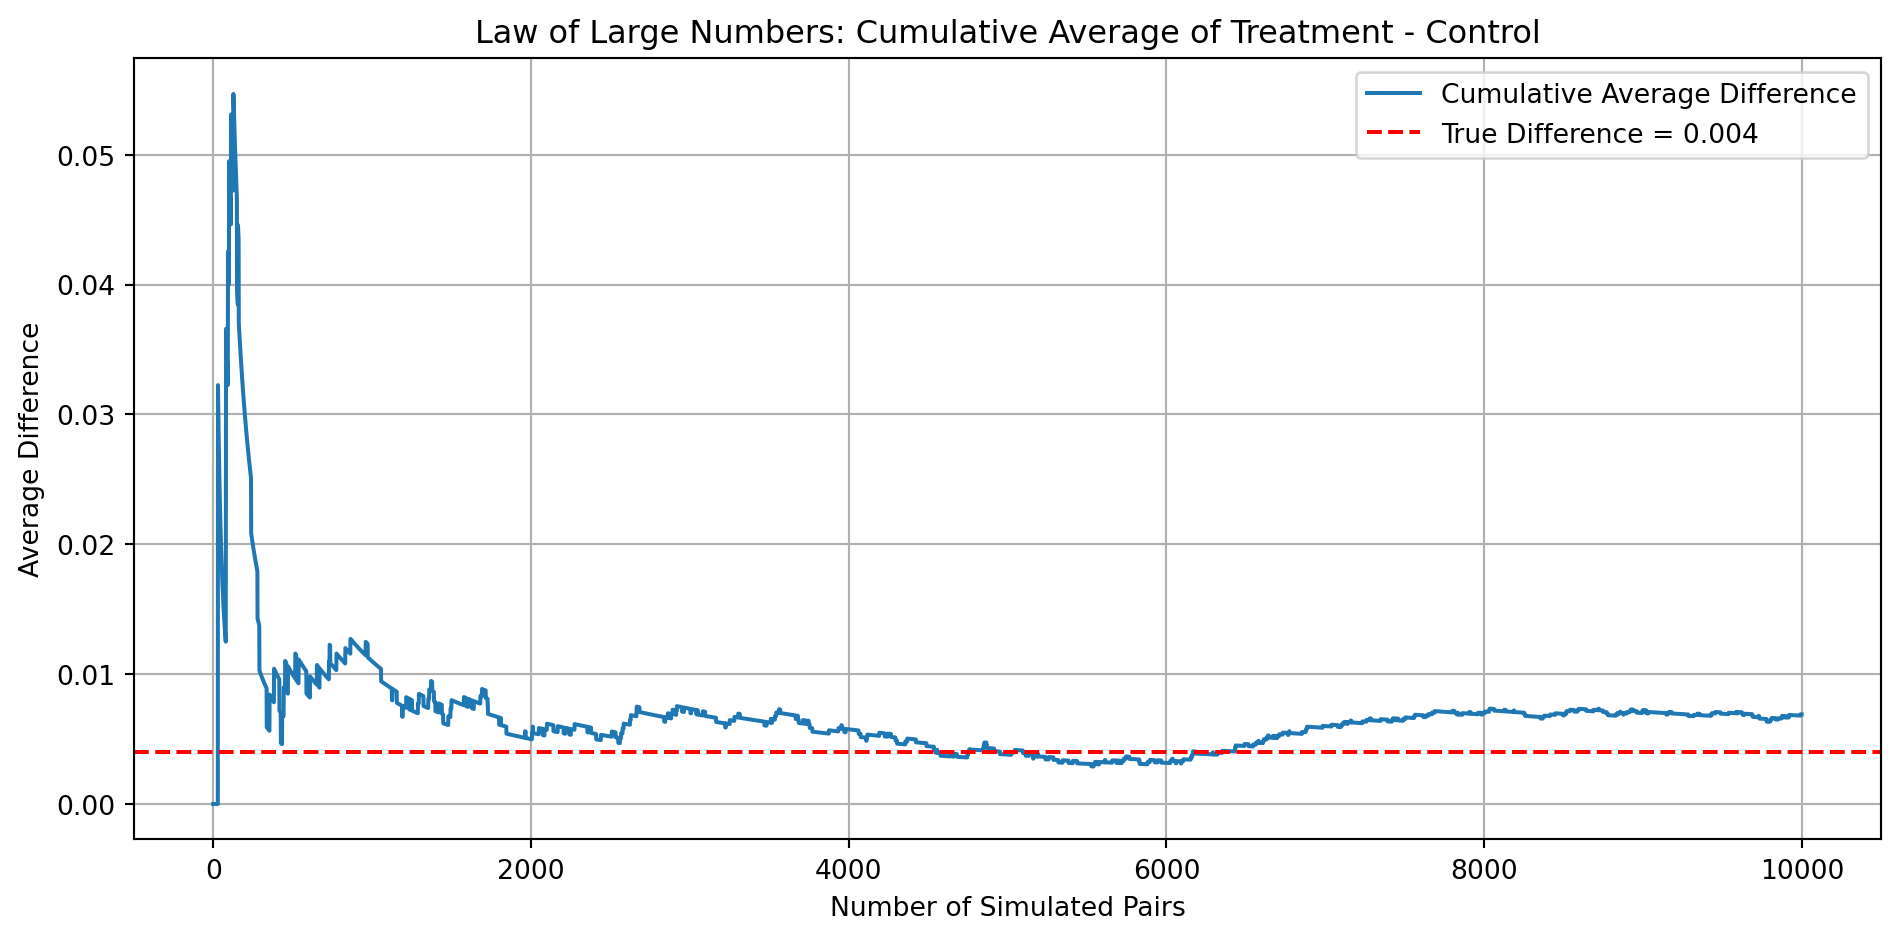 Law of Large Numbers: Cumulative Average of Treatment - Control
Cumulative Average Difference
True Difference = 0.004
Average Difference
0.05
0.04
0.03
0.02
0.01
0.00
0 2000 4000 6000 8000 10000
Number of Simulated Pairs